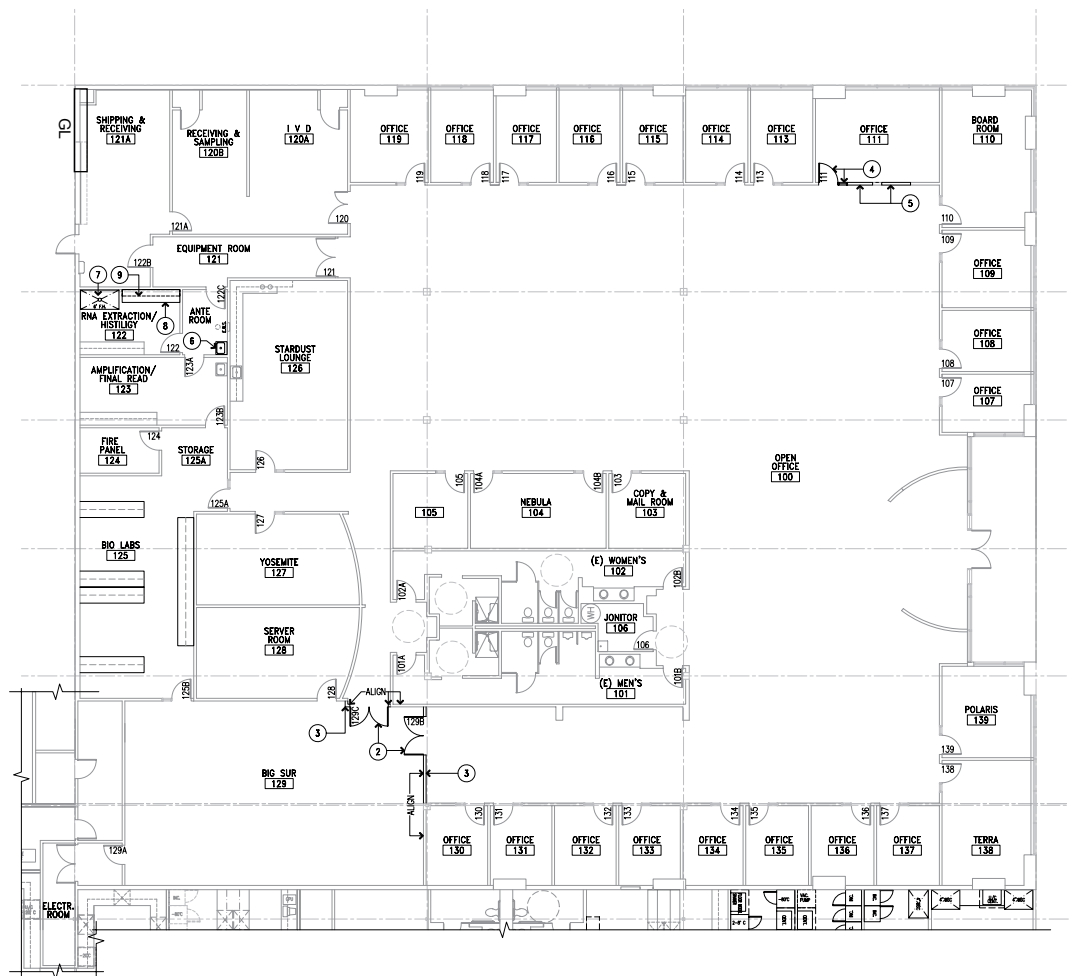 GL
SHIPPING &
RECEIVING
121A
RECEIVING &
SAMPLING
120B
I V D
120A
OFFICE
119
OFFICE
118
OFFICE
117
OFFICE
116
OFFICE
115
OFFICE
114
OFFICE
113
OFFICE
111
BOARD
ROOM
110
119
118
117
116
115
114
113
111
4
5
110
121A
120
EQUIPMENT ROOM
121
122B
121
109
OFFICE
109
7
9
122C
RNA EXTRACTION/
HISTILIGY
122
8
ANTE
ROOM
6
122
123A
AMPLIFICATION/
FINAL READ
123
123B
STARDUST
LOUNGE
126
OFFICE
108
108
107
OFFICE
107
FIRE
PANEL
124
124
STORAGE
125A
126
OPEN
OFFICE
100
105
104A
104B
103
105
NEBULA
104
COPY &
MAIL ROOM
103
125A
127
BIO LABS
125
YOSEMITE
127
(E) WOMEN'S
102
102A
102B
WH
JONITOR
106
106
SERVER
ROOM
128
101A
101B
(E) MEN'S
101
125B
128
ALIGN
129C
129B
3
2
3
POLARIS
139
139
138
BIG SUR
129
ALIGN
130
131
132
133
134
135
136
137
OFFICE
130
OFFICE
131
OFFICE
132
OFFICE
133
OFFICE
134
OFFICE
135
OFFICE
136
OFFICE
137
TERRA
138
129A
ELECTR.
ROOM